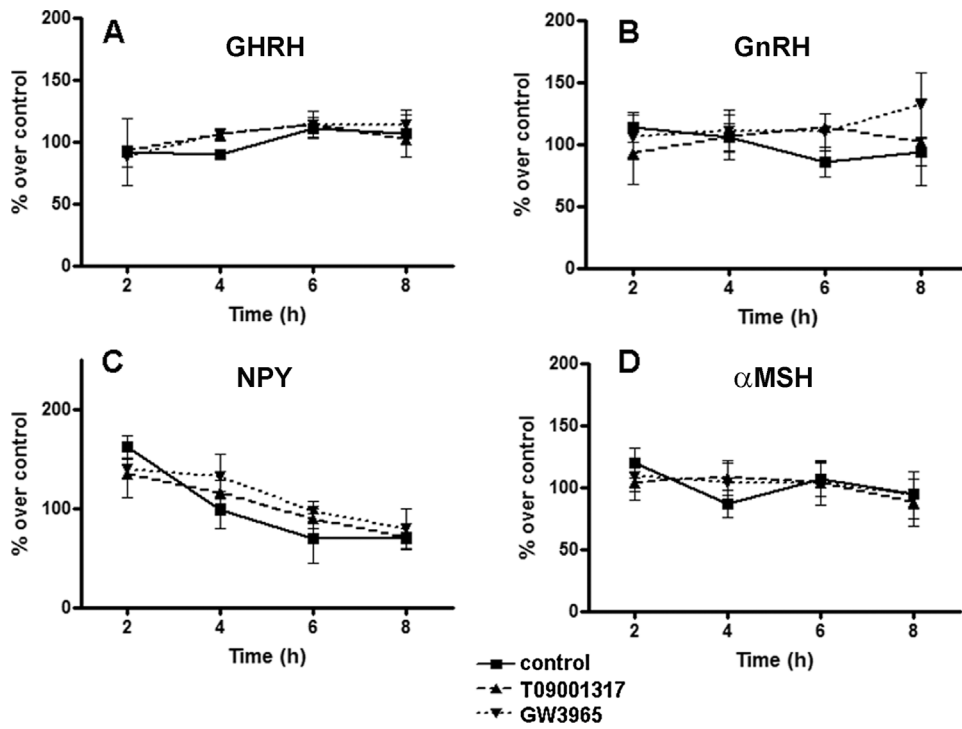 A
GHRH
200
150
100
50
0
% over control
2 4 6 8
Time (h)
B
GnRH
200
150
100
50
0
% over control
2 4 6 8
Time (h)
C
NPY
200
100
0
% over control
2 4 6 8
Time (h)
D
αMSH
200
150
100
50
0
% over control
2 4 6 8
Time (h)
control
T09001317
GW3965